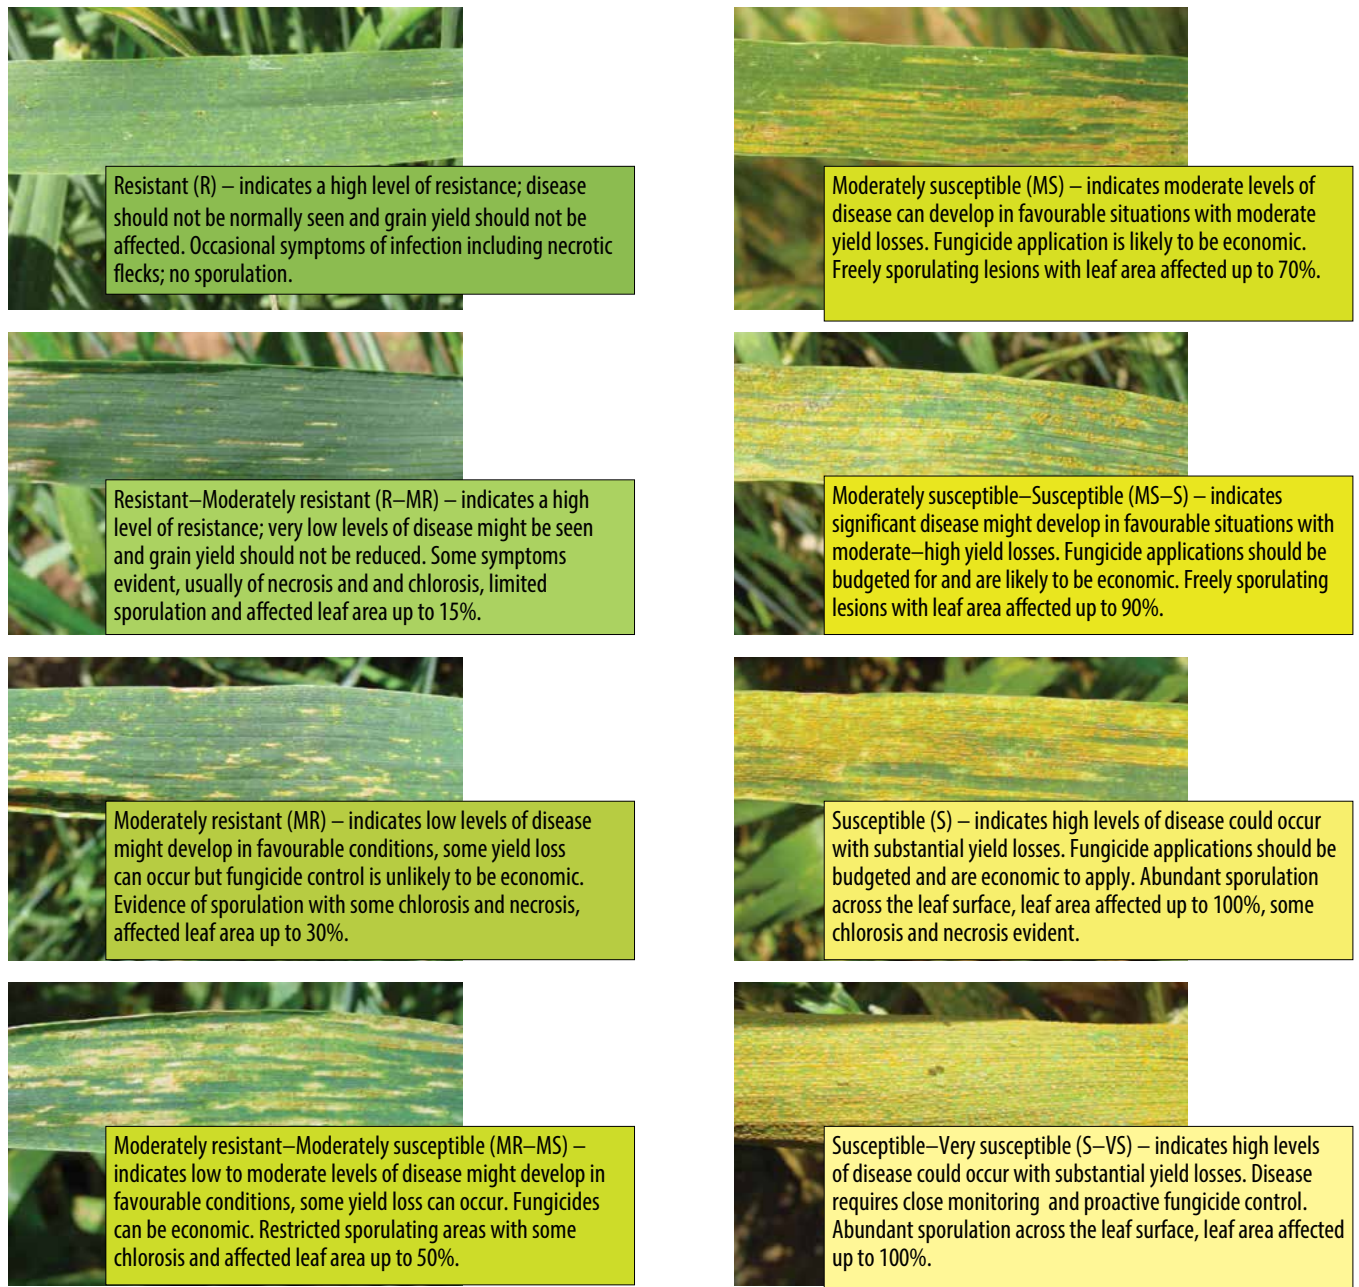 Resistant (R) – indicates a high level of resistance; disease
should not be normally seen and grain yield should not be
affected. Occasional symptoms of infection including necrotic
flecks; no sporulation.
Resistant–Moderately resistant (R–MR) – indicates a high
level of resistance; very low levels of disease might be seen
and grain yield should not be reduced. Some symptoms
evident, usually of necrosis and and chlorosis, limited
sporulation and affected leaf area up to 15%.
Moderately resistant (MR) – indicates low levels of disease
might develop in favourable conditions, some yield loss
can occur but fungicide control is unlikely to be economic.
Evidence of sporulation with some chlorosis and necrosis,
affected leaf area up to 30%.
Moderately resistant–Moderately susceptible (MR–MS) –
indicates low to moderate levels of disease might develop in
favourable conditions, some yield loss can occur. Fungicides
can be economic. Restricted sporulating areas with some
chlorosis and affected leaf area up to 50%.
Moderately susceptible (MS) – indicates moderate levels of
disease can develop in favourable situations with moderate
yield losses. Fungicide application is likely to be economic.
Freely sporulating lesions with leaf area affected up to 70%.
Moderately susceptible–Susceptible (MS–S) – indicates
significant disease might develop in favourable situations with
moderate–high yield losses. Fungicide applications should be
budgeted for and are likely to be economic. Freely sporulating
lesions with leaf area affected up to 90%.
Susceptible (S) – indicates high levels of disease could occur
with substantial yield losses. Fungicide applications should be
budgeted and are economic to apply. Abundant sporulation
across the leaf surface, leaf area affected up to 100%, some
chlorosis and necrosis evident.
Susceptible–Very susceptible (S–VS) – indicates high levels
of disease could occur with substantial yield losses. Disease
requires close monitoring and proactive fungicide control.
Abundant sporulation across the leaf surface, leaf area affected
up to 100%.